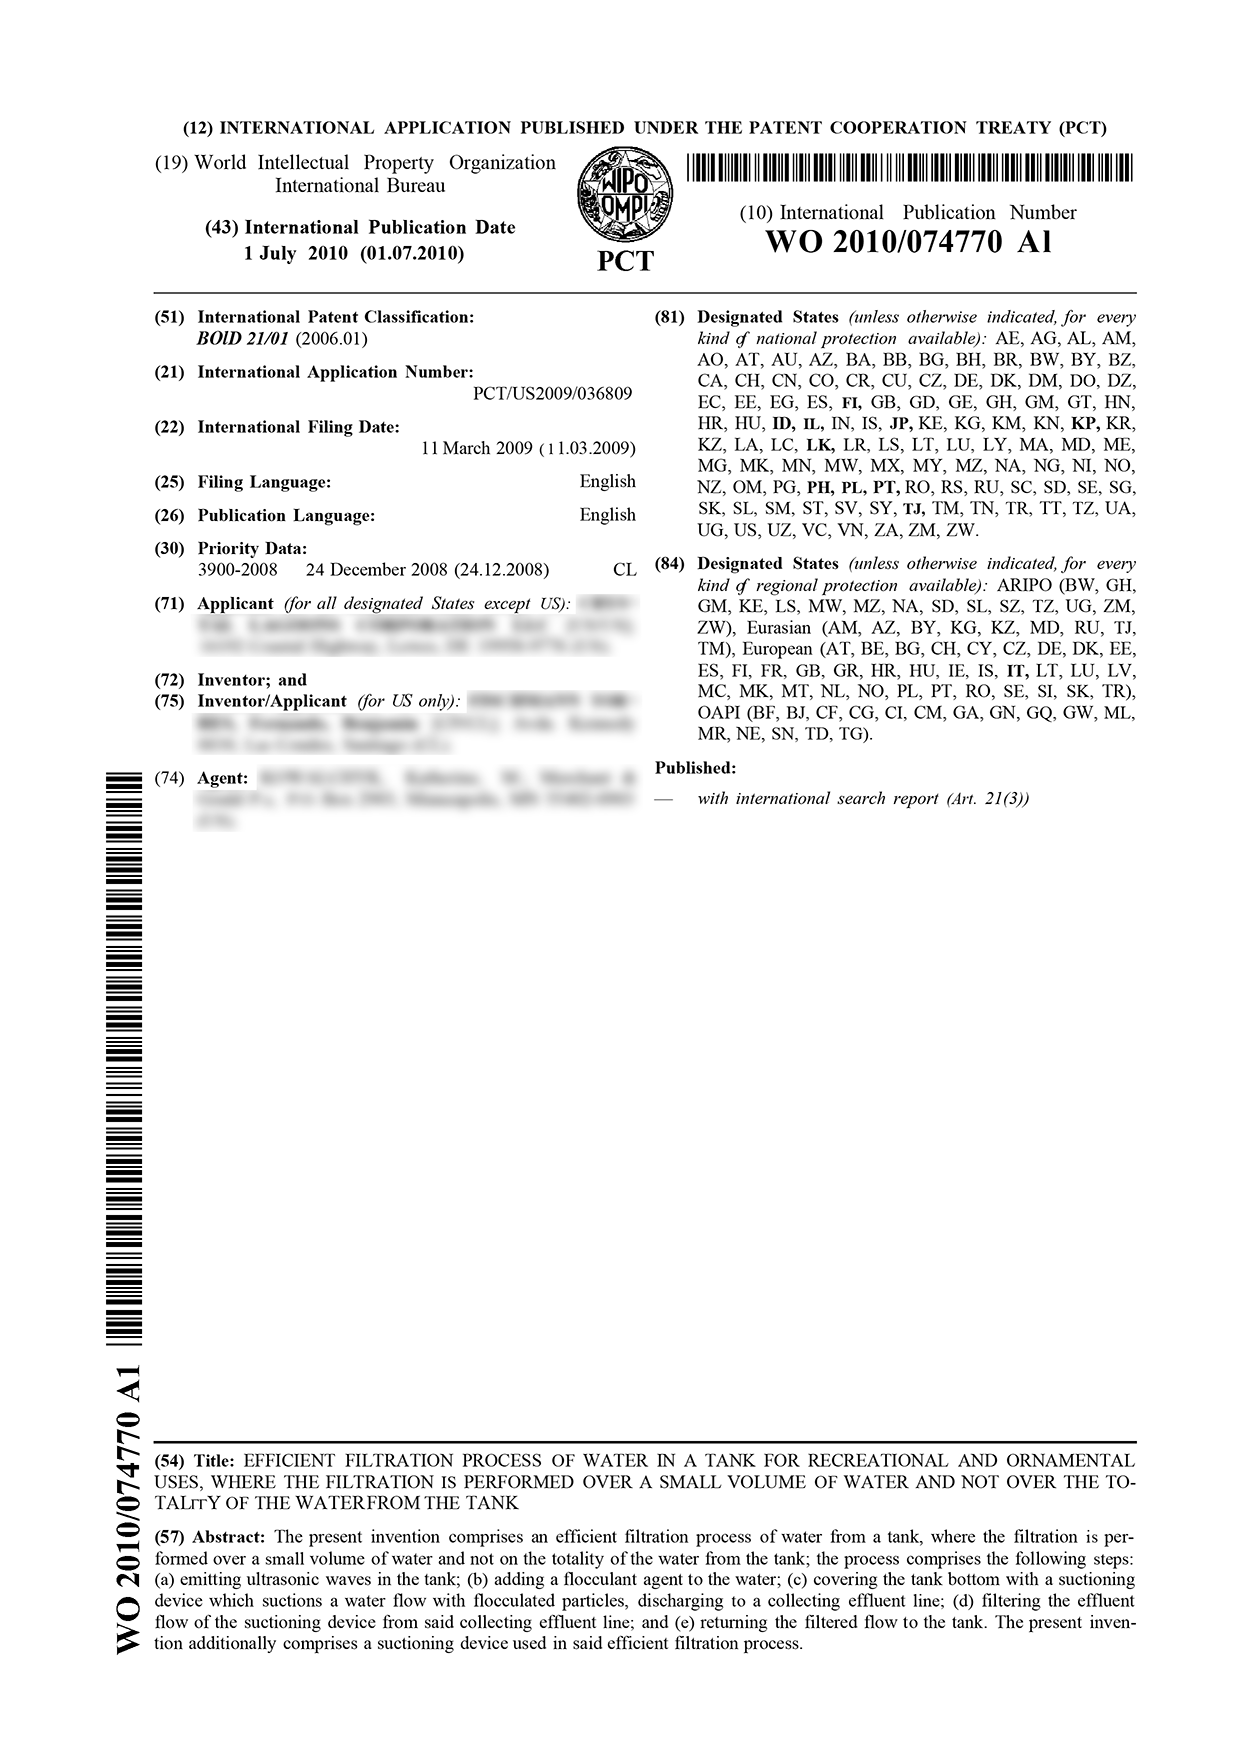 (12) INTERNATIONAL APPLICATION PUBLISHED UNDER THE PATENT COOPERATION TREATY (PCT)
(19) World Intellectual Property Organization
International Bureau
(43) International Publication Date
1 July 2010 (01.07.2010)
WIPO
OMPI
PCT
(10) International Publication Number
WO 2010/074770 A1
(51) International Patent Classification:
BOlD 21/01 (2006.01)
(21) International Application Number:
PCT/US2009/036809
(22) International Filing Date:
11 March 2009 (11.03.2009)
(25) Filing Language: English
(26) Publication Language: English
(30) Priority Data:
3900-2008 24 December 2008 (24.12.2008) CL
(71) Applicant (for all designated States except US):
(72) Inventor; and
(75) Inventor/Applicant (for US only):
(74) Agent:
(81) Designated States (unless otherwise indicated, for every
kind of national protection available): AE, AG, AL, AM,
AO, AT, AU, AZ, BA, BB, BG, BH, BR, BW, BY, BZ,
CA, CH, CN, CO, CR, CU, CZ, DE, DK, DM, DO, DZ,
EC, EE, EG, ES, FI, GB, GD, GE, GH, GM, GT, HN,
HR, HU, ID, IL, IN, IS, JP, KE, KG, KM, KN, KP, KR,
KZ, LA, LC, LK, LR, LS, LT, LU, LY, MA, MD, ME,
MG, MK, MN, MW, MX, MY, MZ, NA, NG, NI, NO,
NZ, OM, PG, PH, PL, PT, RO, RS, RU, SC, SD, SE, SG,
SK, SL, SM, ST, SV, SY, TJ, TM, TN, TR, TT, TZ, UA,
UG, US, UZ, VC, VN, ZA, ZM, ZW.
(84) Designated States (unless otherwise indicated, for every
kind of regional protection available): ARIPO (BW, GH,
GM, KE, LS, MW, MZ, NA, SD, SL, SZ, TZ, UG, ZM,
ZW), Eurasian (AM, AZ, BY, KG, KZ, MD, RU, TJ,
TM), European (AT, BE, BG, CH, CY, CZ, DE, DK, EE,
ES, FI, FR, GB, GR, HR, HU, IE, IS, IT, LT, LU, LV,
MC, MK, MT, NL, NO, PL, PT, RO, SE, SI, SK, TR),
OAPI (BF, BJ, CF, CG, CI, CM, GA, GN, GQ, GW, ML,
MR, NE, SN, TD, TG).
Published:
— with international search report (Art. 21(3))
WO 2010/074770 A1
(54) Title: EFFICIENT FILTRATION PROCESS OF WATER IN A TANK FOR RECREATIONAL AND ORNAMENTAL
USES, WHERE THE FILTRATION IS PERFORMED OVER A SMALL VOLUME OF WATER AND NOT OVER THE TO-
TALITY OF THE WATER FROM THE TANK
(57) Abstract: The present invention comprises an efficient filtration process of water from a tank, where the filtration is per-
formed over a small volume of water and not on the totality of the water from the tank; the process comprises the following steps:
(a) emitting ultrasonic waves in the tank; (b) adding a flocculant agent to the water; (c) covering the tank bottom with a suctioning
device which suctions a water flow with flocculated particles, discharging to a collecting effluent line; (d) filtering the effluent
flow of the suctioning device from said collecting effluent line; and (e) returning the filtered flow to the tank. The present inven-
tion additionally comprises a suctioning device used in said efficient filtration process.